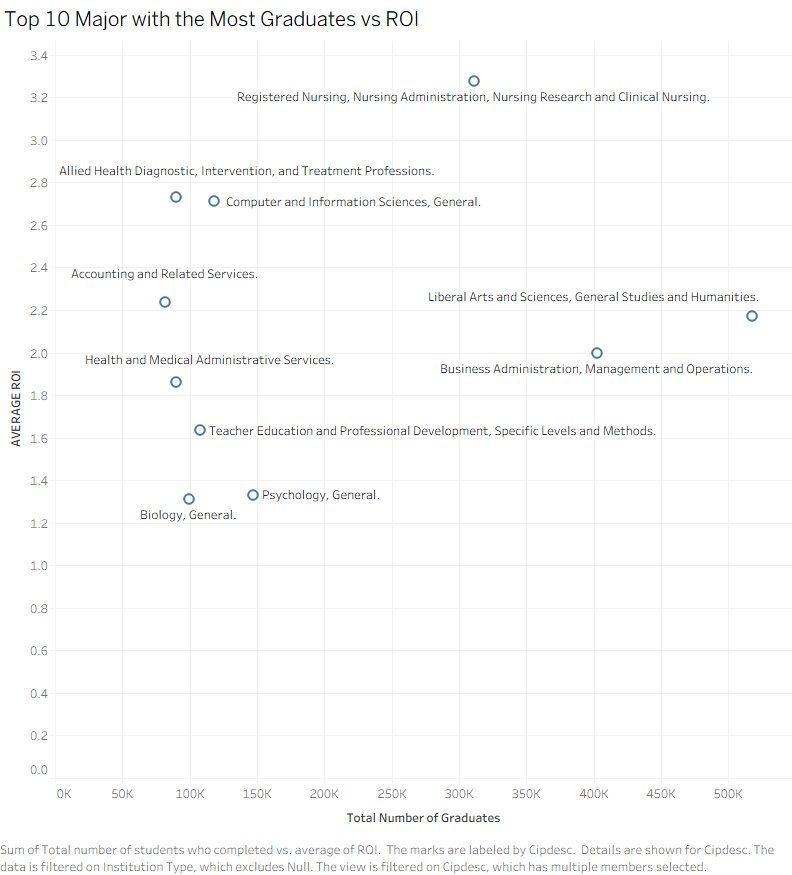 Top 10 Major with the Most Graduates vs ROI
3.4
Registered Nursing, Nursing Administration, Nursing Research and Clinical Nursing.
3.2
3.0
Allied Health Diagnostic, Intervention, and Treatment Professions.
2.8
Computer and Information Sciences, General.
2.6
2.4
Accounting and Related Services.
Liberal Arts and Sciences, General Studies and Humanities.
2.2
2.0
Health and Medical Administrative Services.
Business Administration, Management and Operations.
1.8
AVERAGE ROI
Teacher Education and Professional Development, Specific Levels and Methods.
1.6
1.4
Psychology, General.
Biology, General.
1.2
1.0
0.8
0.6
0.4
0.2
0.0
0K 50K 100K 150K 200K 250K 300K 350K 400K 450K 500K
Total Number of Graduates
Sum of Total number of students who completed vs. average of ROI.  The marks are labeled by Cipdesc.  Details are shown for Cipdesc. The
data is filtered on Institution Type, which excludes Null. The view is filtered on Cipdesc, which has multiple members selected.